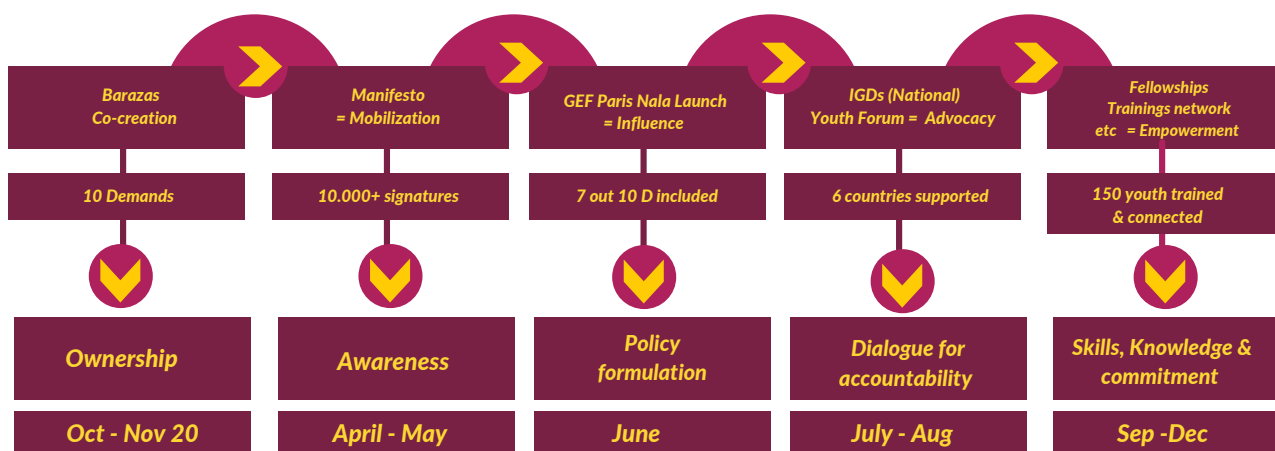 Barazas
Co-creation
Manifesto
= Mobilization
GEF Paris Nala Launch
= Influence
IGDs (National)
Youth Forum = Advocacy
Fellowships
Trainings network
etc = Empowerment
10 Demands
10.000+ signatures
7 out 10 D included
6 countries supported
150 youth trained
& connected
Ownership
Awareness
Policy
formulation
Dialogue for
accountability
Skills, Knowledge &
commitment
Oct - Nov 20
April - May
June
July - Aug
Sep -Dec